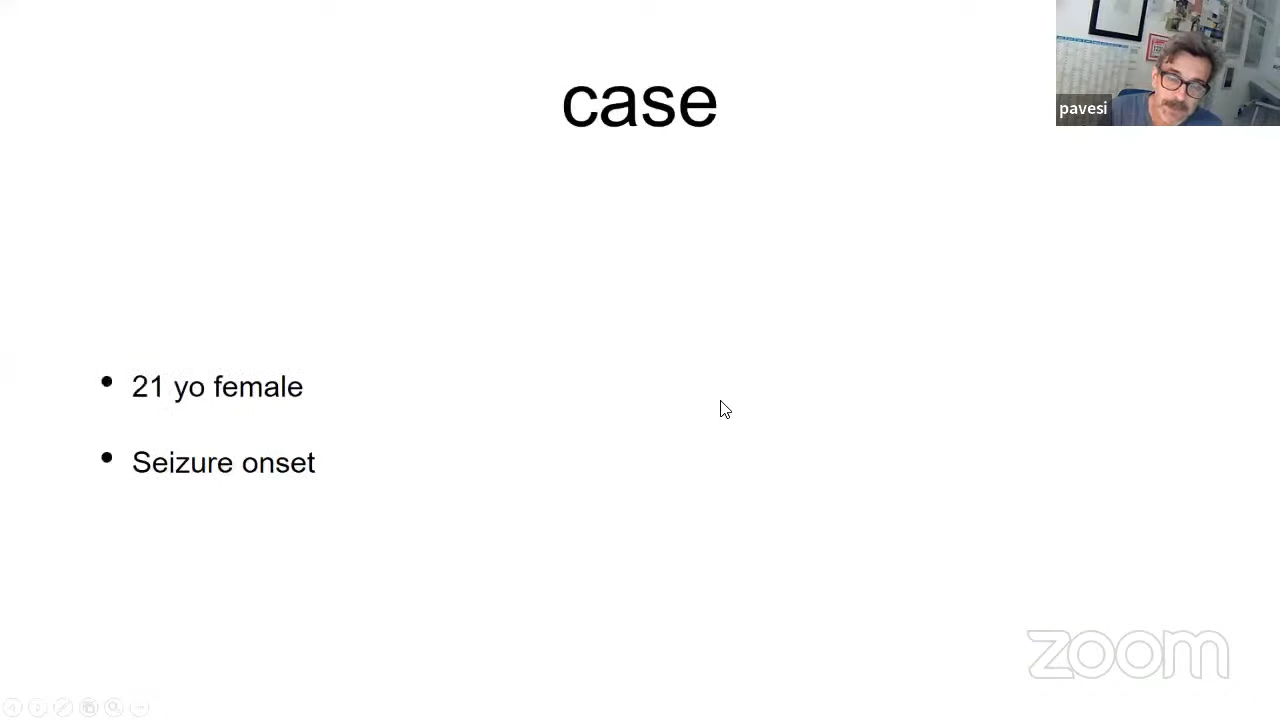 case
pavesi
• 21 yo female
• Seizure onset
zoom